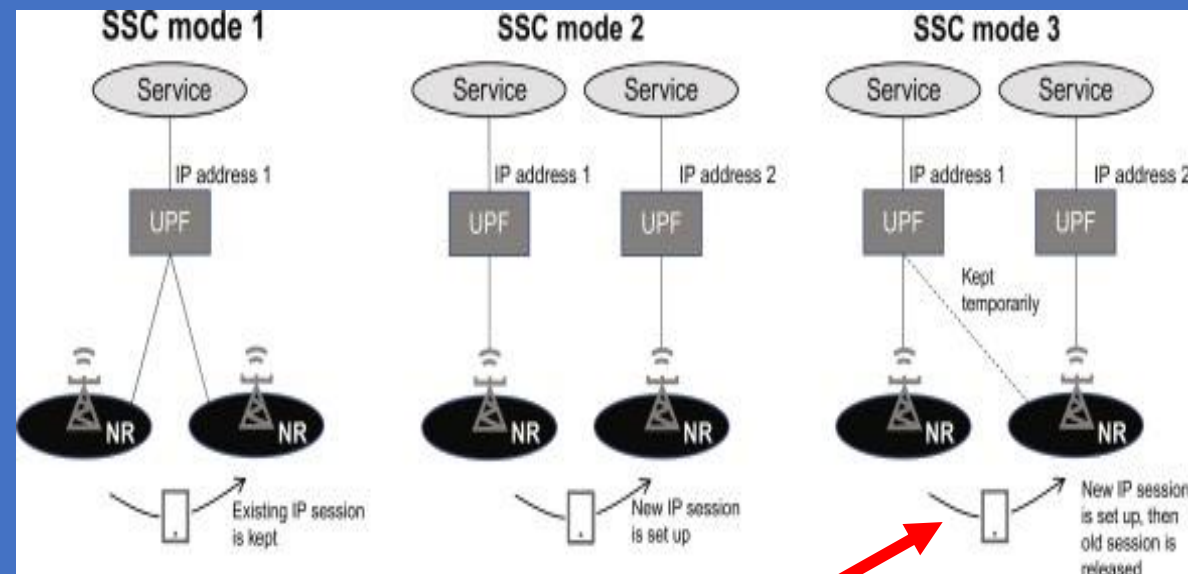 SSC mode 1
Service
IP address 1
UPF
NR
NR
Existing IP session
is kept
SSC mode 2
Service
Service
IP address 1
IP address 2
UPF
UPF
NR
NR
New IP session
is set up
SSC mode 3
Service
Service
IP address 1
IP address 2
UPF
UPF
Kept
temporarily
NR
NR
New IP session
is set up, then
old session is
released